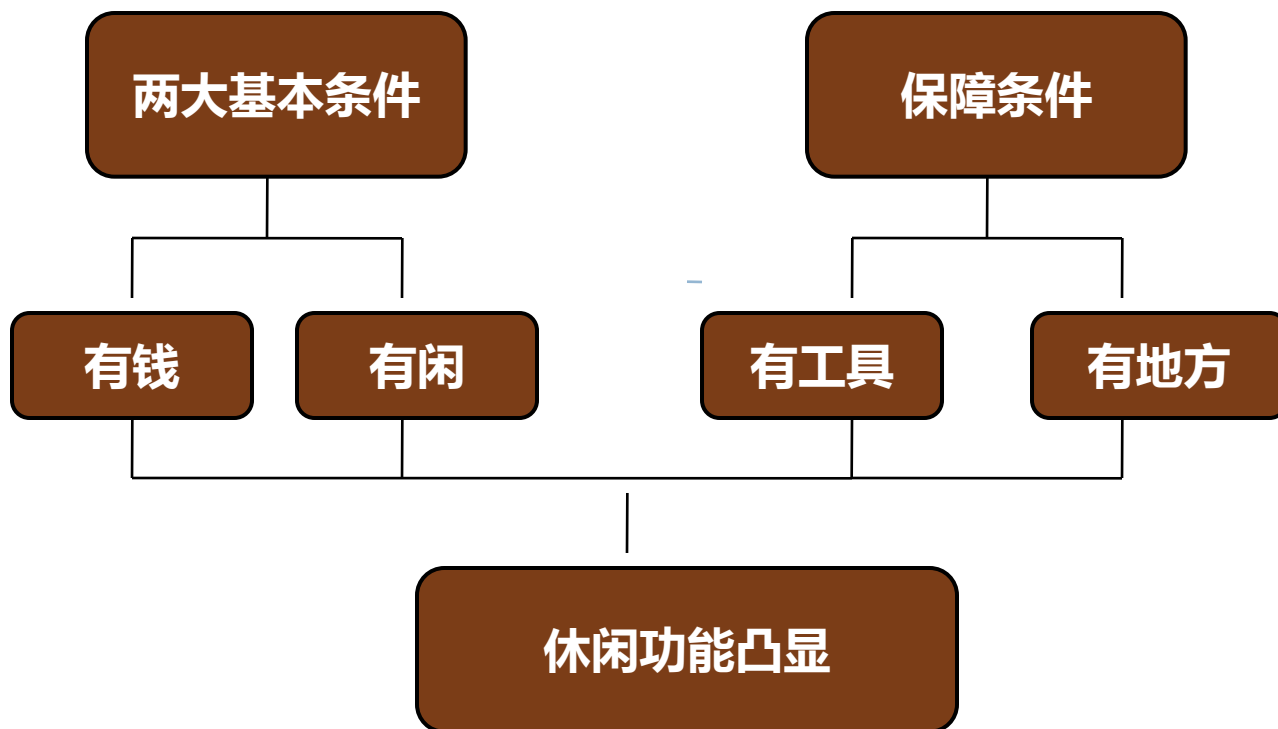 两大基本条件
保障条件
有钱
有闲
有工具
有地方
休闲功能凸显